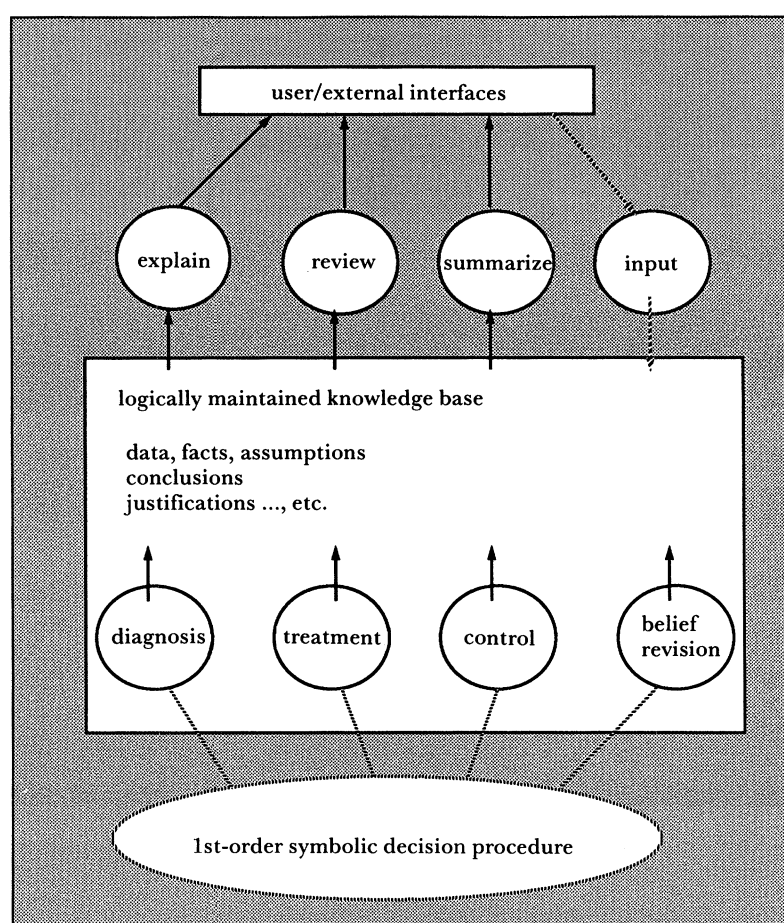 user/external interfaces
explain
review
summarize
input
logically maintained knowledge base
data, facts, assumptions
conclusions
justifications ..., etc.
diagnosis
treatment
control
belief
revision
1st-order symbolic decision procedure